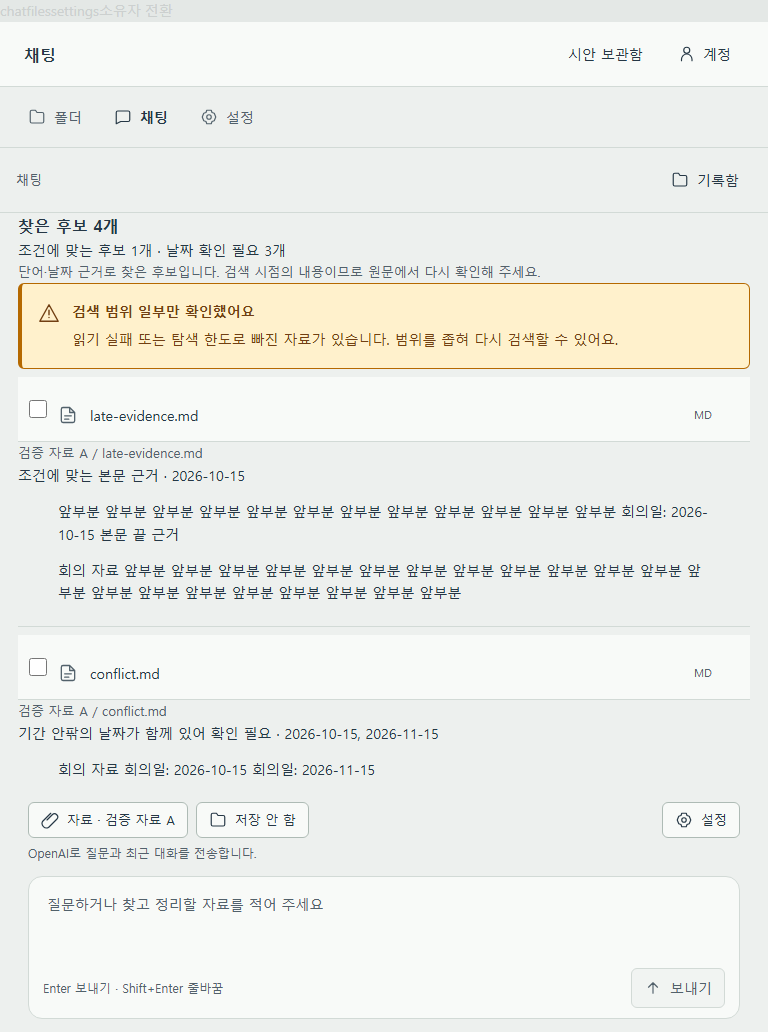 chatfilessettings소유자 전환
채팅
시안 보관함
계정
폴더
채팅
설정
채팅
기록함
찾은 후보 4개
조건에 맞는 후보 1개 · 날짜 확인 필요 3개
단어·날짜 근거로 찾은 후보입니다. 검색 시점의 내용이므로 원문에서 다시 확인해 주세요.
검색 범위 일부만 확인했어요
읽기 실패 또는 탐색 한도로 빠진 자료가 있습니다. 범위를 좁혀 다시 검색할 수 있어요.
late-evidence.md
MD
검증 자료 A / late-evidence.md
조건에 맞는 본문 근거 · 2026-10-15
앞부분 앞부분 앞부분 앞부분 앞부분 앞부분 앞부분 앞부분 앞부분 앞부분 앞부분 앞부분 회의일: 2026-
10-15 본문 끝 근거
회의 자료 앞부분 앞부분 앞부분 앞부분 앞부분 앞부분 앞부분 앞부분 앞부분 앞부분 앞부분 앞부분 앞
부분 앞부분 앞부분 앞부분 앞부분 앞부분 앞부분 앞부분 앞부분
conflict.md
MD
검증 자료 A / conflict.md
기간 안팎의 날짜가 함께 있어 확인 필요 · 2026-10-15, 2026-11-15
회의 자료 회의일: 2026-10-15 회의일: 2026-11-15
자료 · 검증 자료 A
저장 안 함
설정
OpenAI로 질문과 최근 대화를 전송합니다.
질문하거나 찾고 정리할 자료를 적어 주세요
Enter 보내기 · Shift+Enter 줄바꿈
보내기